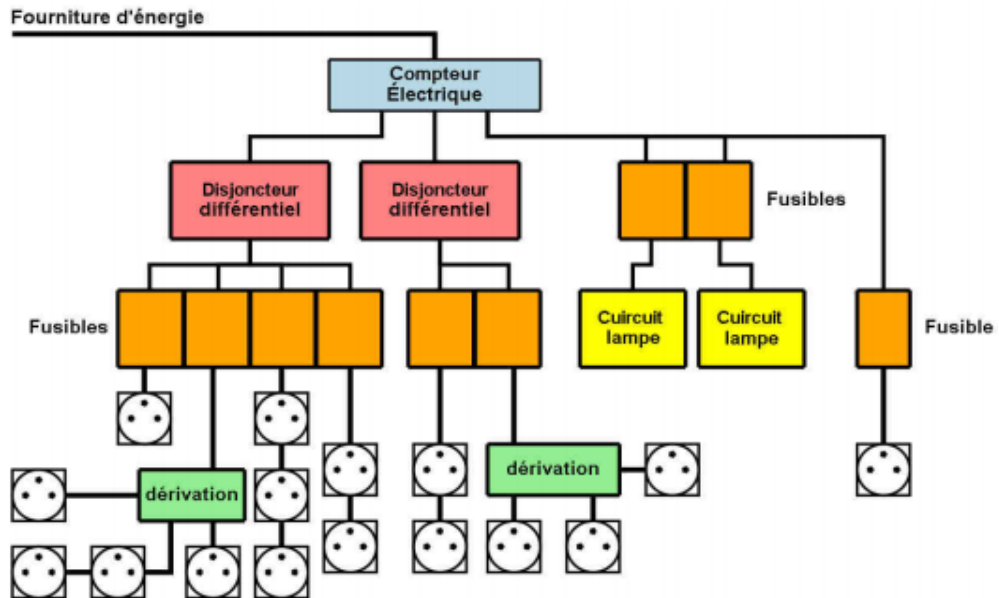 Fourniture d'énergie
Compteur
Électrique
Disjoncteur
différentiel
Disjoncteur
différentiel
Fusibles
Fusibles
Cuircuit
lampe
Cuircuit
lampe
Fusible
dérivation
dérivation